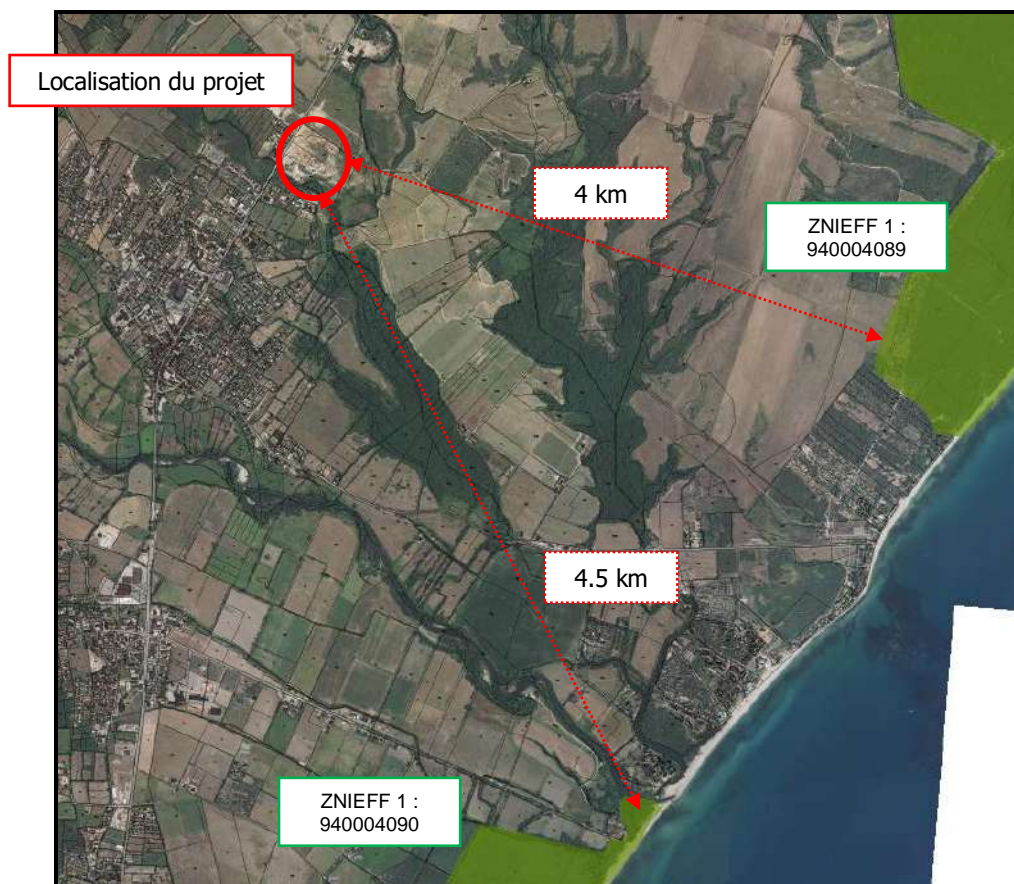 Localisation du projet
4 km
ZNIEFF 1 :
940004089
4.5 km
ZNIEFF 1 :
940004090